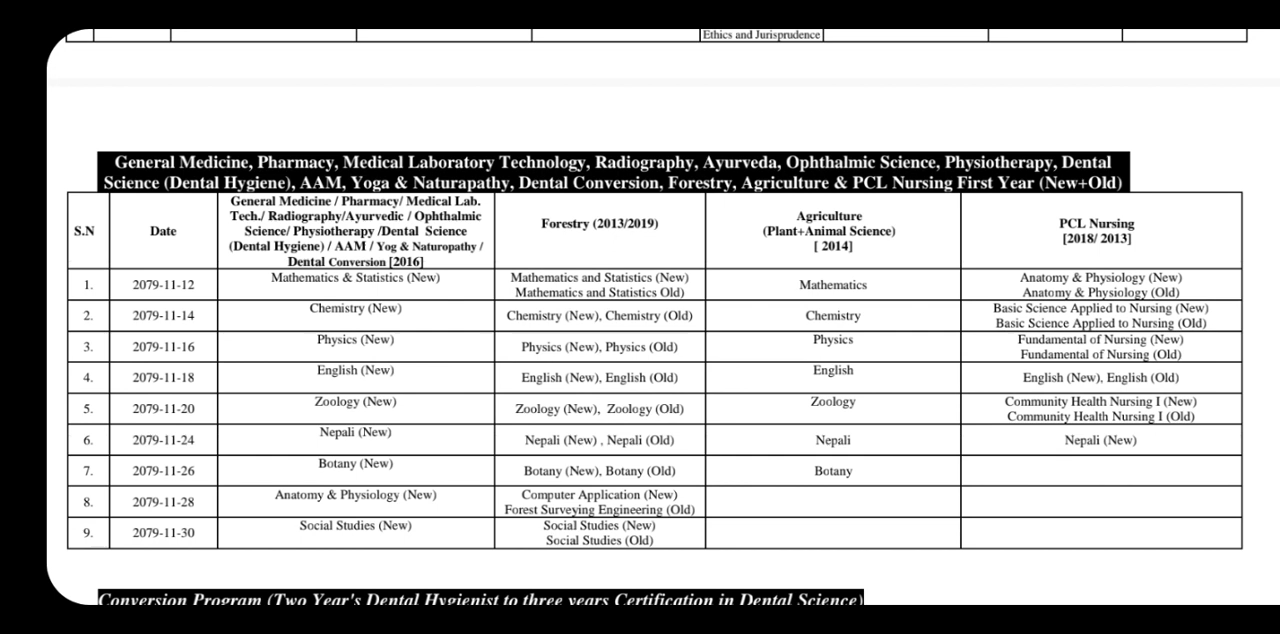 Ethics and Jurisprudence
General Medicine, Pharmacy, Medical Laboratory Technology, Radiography, Ayurveda, Ophthalmic Science, Physiotherapy, Dental
Science (Dental Hygiene), AAM, Yoga & Naturapathy, Dental Conversion, Forestry, Agriculture & PCL Nursing First Year (New+Old)
S.N
Date
General Medicine / Pharmacy/ Medical Lab.
Tech./ Radiography/Ayurvedic / Ophthalmic
Science/ Physiotherapy /Dental Science
(Dental Hygiene) / AAM / Yog & Naturopathy /
Dental Conversion [2016]
Forestry (2013/2019)
Agriculture
(Plant+Animal Science)
[ 2014]
PCL Nursing
[2018/ 2013]
1.
2079-11-12
Mathematics & Statistics (New)
Mathematics and Statistics (New)
Mathematics and Statistics Old)
Mathematics
Anatomy & Physiology (New)
Anatomy & Physiology (Old)
2.
2079-11-14
Chemistry (New)
Chemistry (New), Chemistry (Old)
Chemistry
Basic Science Applied to Nursing (New)
Basic Science Applied to Nursing (Old)
3.
2079-11-16
Physics (New)
Physics (New), Physics (Old)
Physics
Fundamental of Nursing (New)
Fundamental of Nursing (Old)
4.
2079-11-18
English (New)
English (New), English (Old)
English
English (New), English (Old)
5.
2079-11-20
Zoology (New)
Zoology (New), Zoology (Old)
Zoology
Community Health Nursing I (New)
Community Health Nursing I (Old)
6.
2079-11-24
Nepali (New)
Nepali (New) , Nepali (Old)
Nepali
Nepali (New)
7.
2079-11-26
Botany (New)
Botany (New), Botany (Old)
Botany
8.
2079-11-28
Anatomy & Physiology (New)
Computer Application (New)
Forest Surveying Engineering (Old)
9.
2079-11-30
Social Studies (New)
Social Studies (New)
Social Studies (Old)
Conversion Program (Two Year's Dental Hygienist to three years Certification in Dental Science)